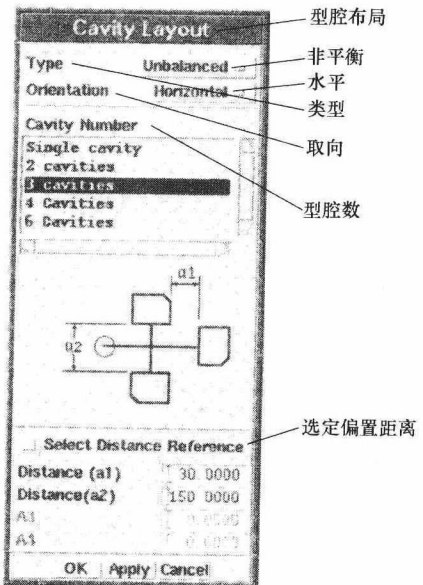 Cavity Layout
型腔布局
Type
Unbalanced
非平衡
Orientation
Horizontal
水平
类型
取向
Cavity Number
型腔数
Single cavity
2 cavities
3 cavities
4 Cavities
6 Cavities
a1
a2
Select Distance Reference
选定偏置距离
Distance (a1)
30.0000
Distance(a2)
150 0000
A3
A3
OK Apply Cancel